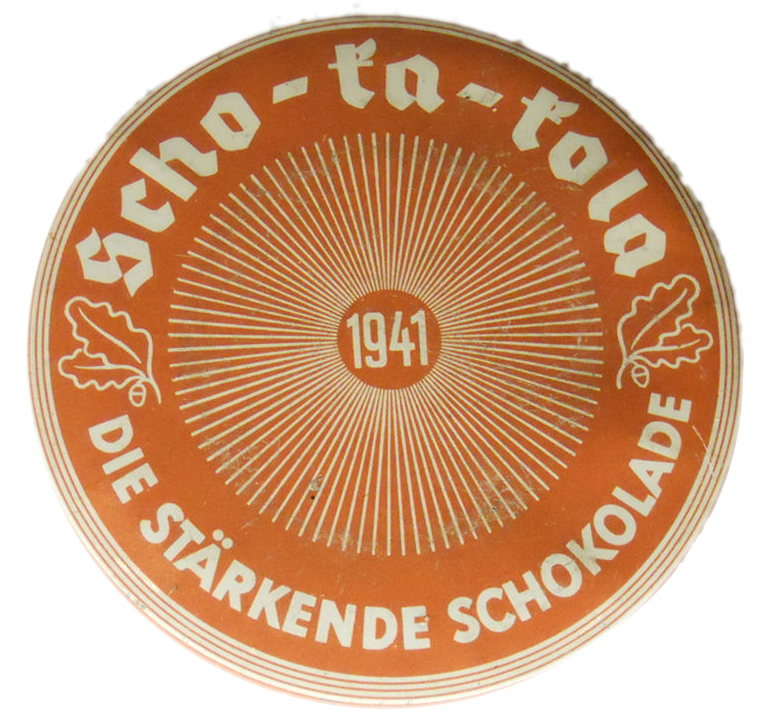 Scho-ka-kola
1941
DIE STÄRKENDE SCHOKOLADE